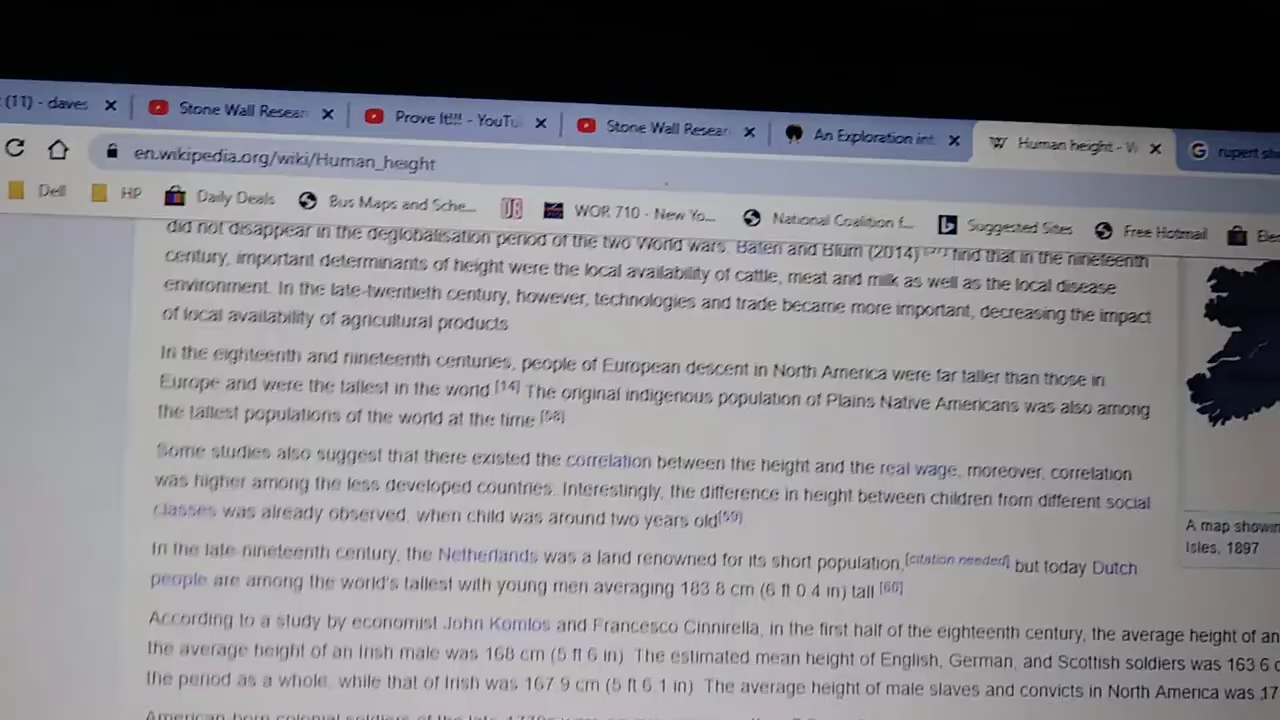 (11) - daves
Stone Wall Resear
Prove It!!! - YouTu
Stone Wall Resear
An Exploration int
Human height - W
rupert sh
en.wikipedia.org/wiki/Human_height
Dell
HP
Daily Deals
Bus Maps and Sche...
WOR 710 - New Yo...
National Coalition f...
Suggested Sites
Free Hotmail
did not disappear in the deglobalisation period of the two World wars. Baten and Blum (2014) find that in the nineteenth
century, important determinants of height were the local availability of cattle, meat and milk as well as the local disease
environment. In the late-twentieth century, however, technologies and trade became more important, decreasing the impact
of local availability of agricultural products.
In the eighteenth and nineteenth centuries, people of European descent in North America were far taller than those in
Europe and were the tallest in the world.[14] The original indigenous population of Plains Native Americans was also among
the tallest populations of the world at the time.[58]
Some studies also suggest that there existed the correlation between the height and the real wage, moreover, correlation
was higher among the less developed countries. Interestingly, the difference in height between children from different social
classes was already observed, when child was around two years old[59]
In the late-nineteenth century, the Netherlands was a land renowned for its short population,[citation needed] but today Dutch
people are among the world's tallest with young men averaging 183.8 cm (6 ft 0.4 in) tall.[60]
According to a study by economist John Komlos and Francesco Cinnirella, in the first half of the eighteenth century, the average height of an
the average height of an Irish male was 168 cm (5 ft 6 in). The estimated mean height of English, German, and Scottish soldiers was 163.6 c
the period as a whole, while that of Irish was 167.9 cm (5 ft 6.1 in). The average height of male slaves and convicts in North America was 17
A map showin
Isles, 1897